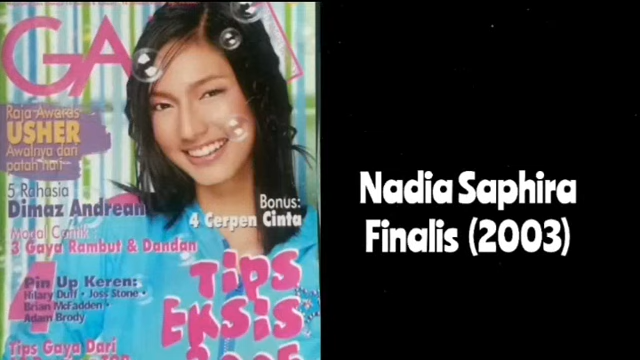 GA
Raja Awards
USHER
Awalnya dari
patah hati
5 Rahasia
Dimaz Andrean
Bonus:
4 Cerpen Cinta
Modal Cantik
3 Gaya Rambut & Dandan
Pin Up Keren:
Hilary Duff • Joss Stone •
Brian McFadden •
Adam Brody
Tips
Eksis
2005
Tips Gaya Dari
Nadia Saphira
Finalis (2003)